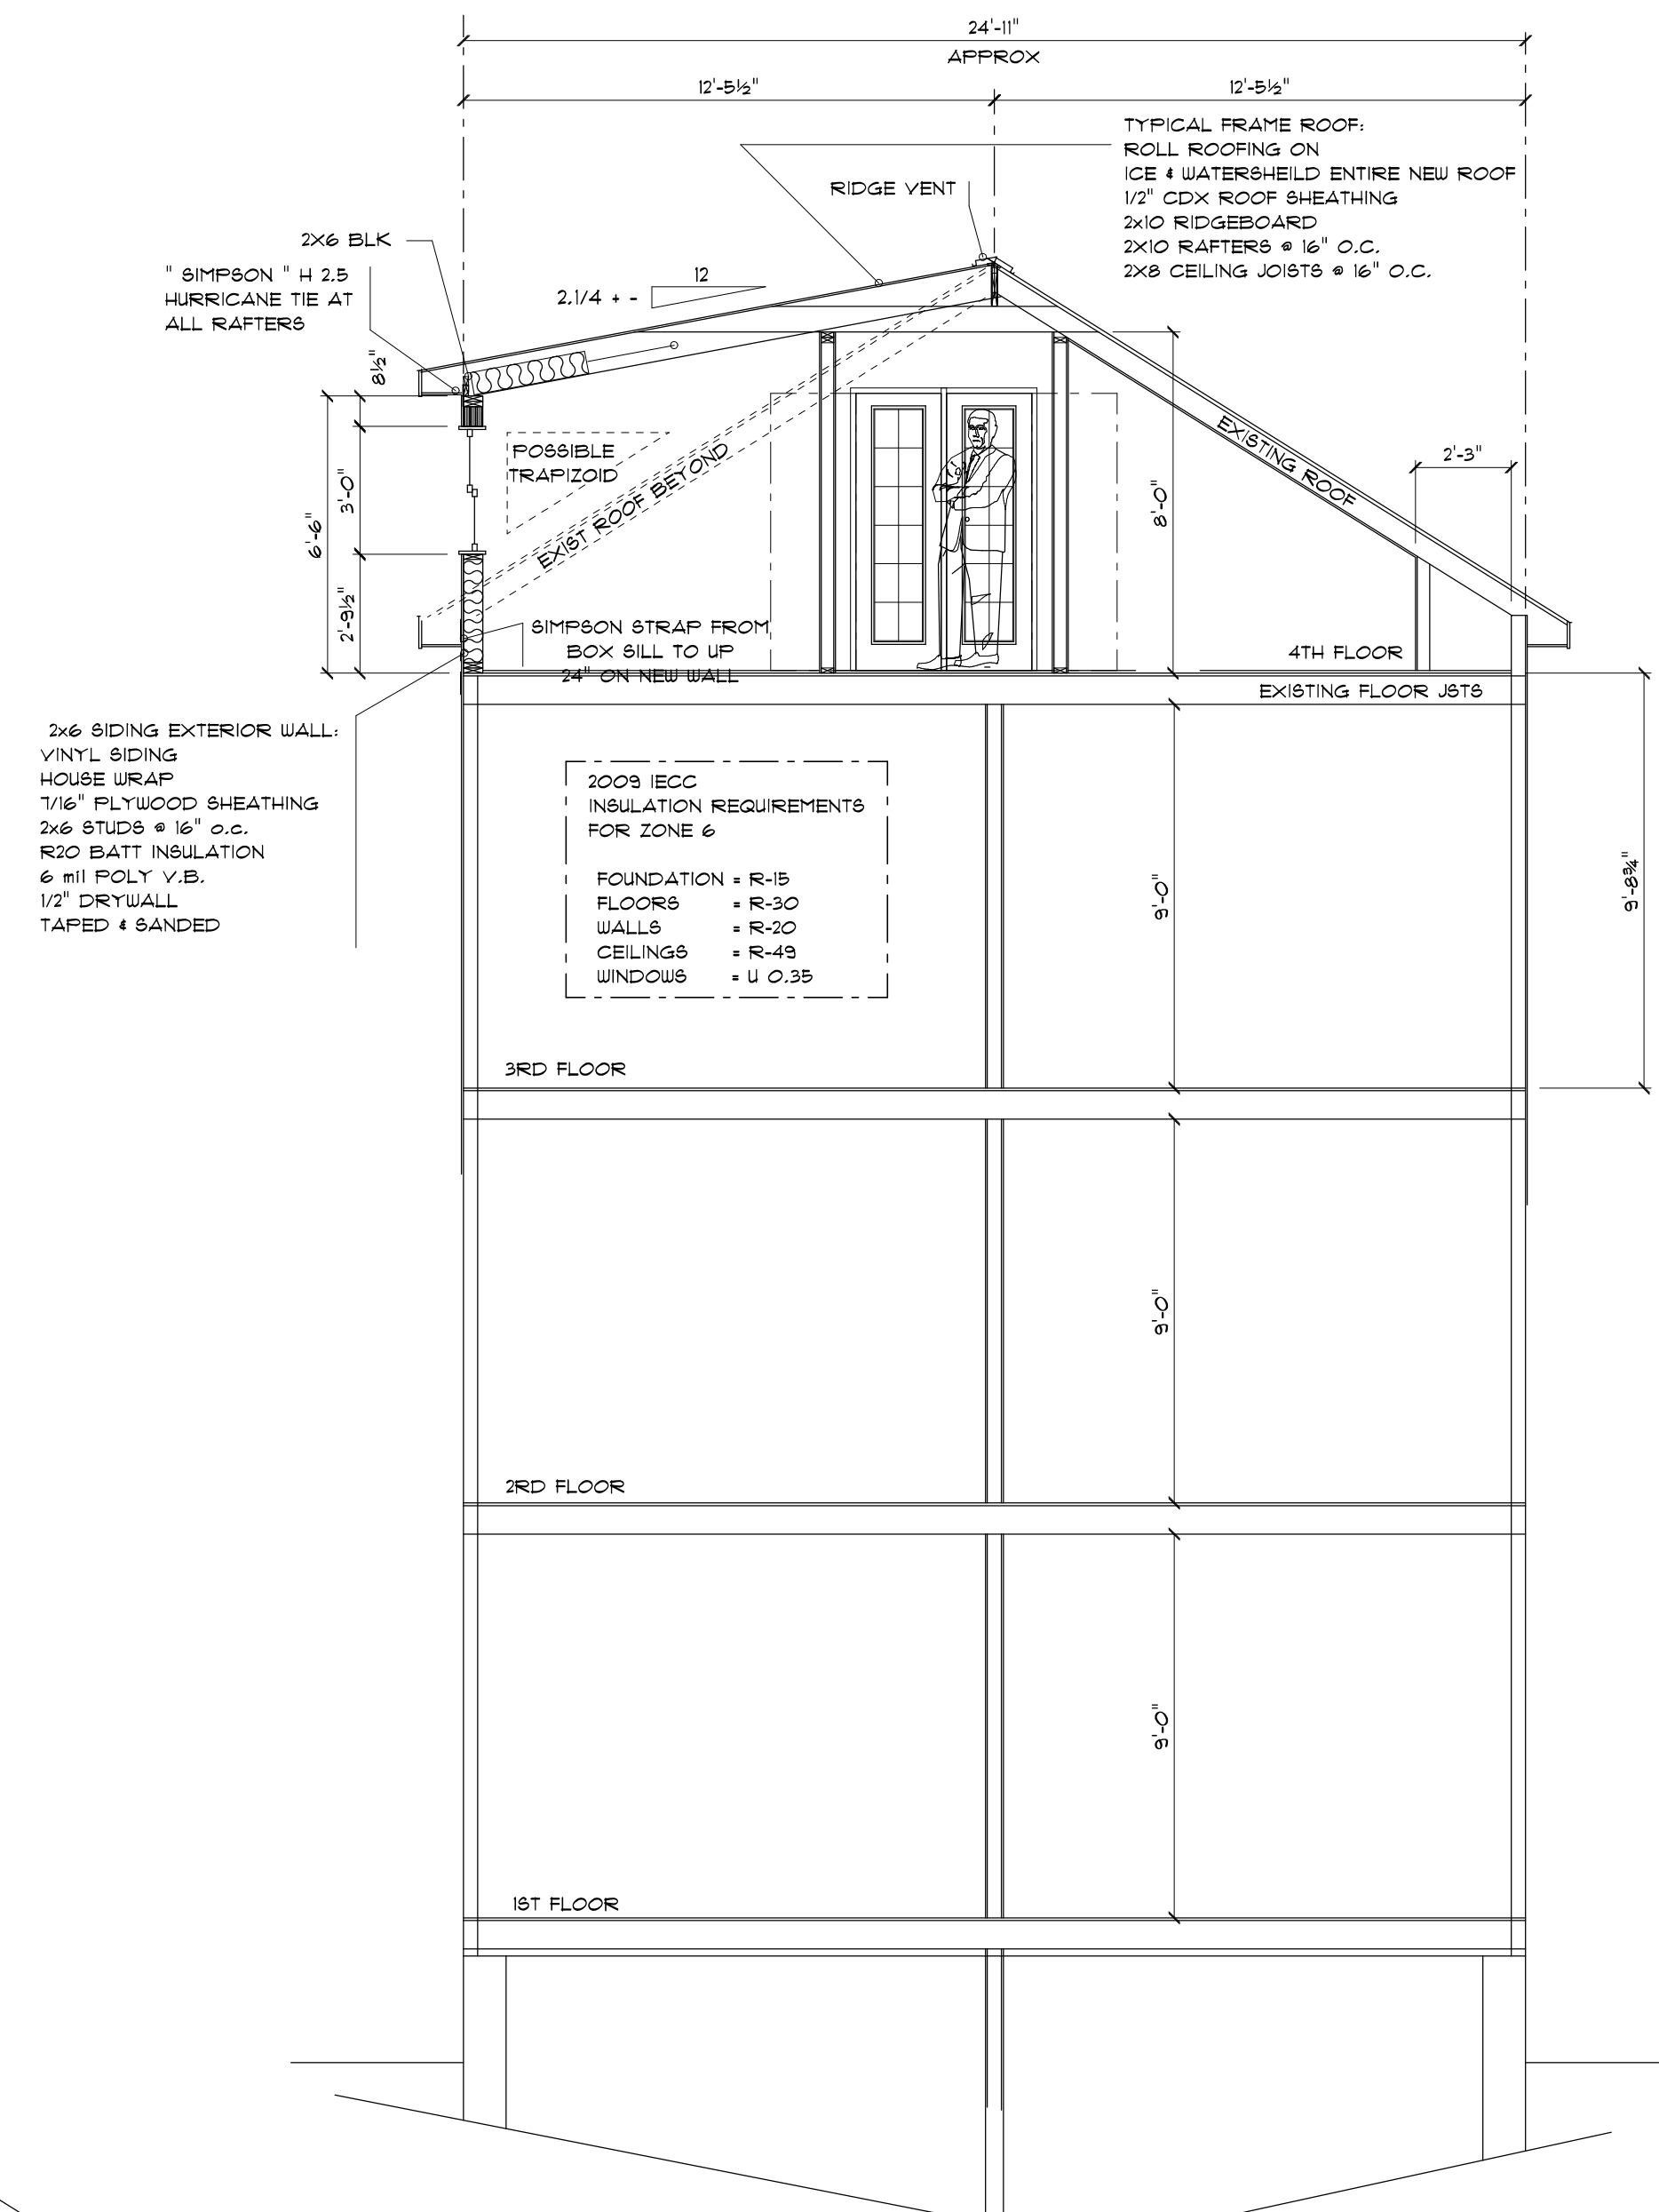 24'-11"
APPROX
12'-5½"
12'-5½"
TYPICAL FRAME ROOF:
ROLL ROOFING ON
ICE & WATERSHEILD ENTIRE NEW ROOF
1/2" CDX ROOF SHEATHING
2x10 RIDGEBOARD
2X10 RAFTERS @ 16" O.C.
2X8 CEILING JOISTS @ 16" O.C.
RIDGE VENT
2X6 BLK
" SIMPSON " H 2.5
HURRICANE TIE AT
ALL RAFTERS
12
2.1/4 + -
8½"
6'-6"
3'-0"
2'-9½"
POSSIBLE
TRAPIZOID
EXIST ROOF BEYOND
EXISTING ROOF
2'-3"
8'-0"
SIMPSON STRAP FROM
BOX SILL TO UP
24" ON NEW WALL
4TH FLOOR
EXISTING FLOOR JSTS
2x6 SIDING EXTERIOR WALL:
VINYL SIDING
HOUSE WRAP
7/16" PLYWOOD SHEATHING
2x6 STUDS @ 16" o.c.
R20 BATT INSULATION
6 mil POLY V.B.
1/2" DRYWALL
TAPED & SANDED
2009 IECC
INSULATION REQUIREMENTS
FOR ZONE 6
FOUNDATION = R-15
FLOORS = R-30
WALLS = R-20
CEILINGS = R-49
WINDOWS = U 0.35
9'-0"
9'-8¾"
3RD FLOOR
9'-0"
2RD FLOOR
9'-0"
1ST FLOOR